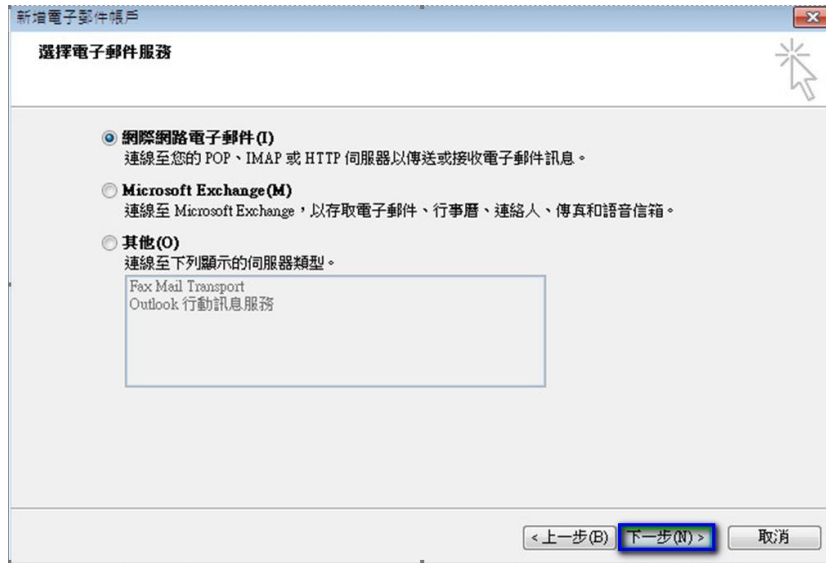 新增電子郵件帳戶
選擇電子郵件服務
網際網路電子郵件(I)
連線至您的 POP、IMAP 或 HTTP 伺服器以傳送或接收電子郵件訊息。
Microsoft Exchange(M)
連線至 Microsoft Exchange，以存取電子郵件、行事曆、連絡人、傳真和語音信箱。
其他(O)
連線至下列顯示的伺服器類型。
Fax Mail Transport
Outlook 行動訊息服務
<上一步(B) 下一步(N)> 取消